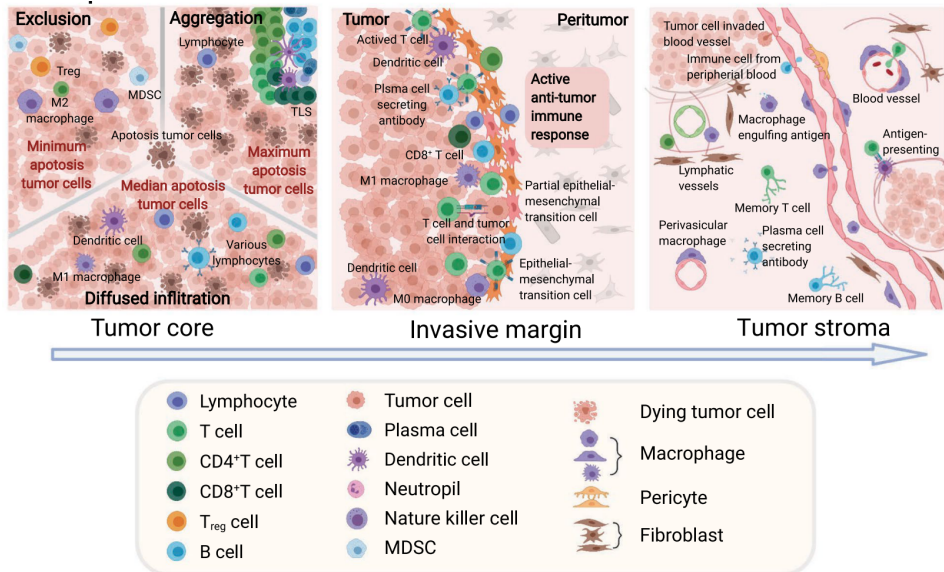 Exclusion
Aggregation
Lymphocyte
Treg
M2
macrophage
MDSC
TLS
Apotosis tumor cells
Minimum
apotosis
tumor cells
Median apotosis
tumor cells
Maximum
apotosis
tumor cells
Dendritic cell
Various
lymphocytes
M1 macrophage
Diffused inflitration
Tumor
Peritumor
Actived T cell
Dendritic cell
Plsma cell
secreting
antibody
Active
anti-tumor
immune
response
CD8⁺ T cell
M1 macrophage
Partial epithelial-
mesenchymal
transition cell
T cell and tumor
cell interaction
Dendritic cell
Epithelial-
mesenchymal
transition cell
M0 macrophage
Tumor cell invaded
blood vessel
Immune cell from
peripherial blood
Blood vessel
Macrophage
engulfing antigen
Antigen-
presenting
Lymphatic
vessels
Memory T cell
Perivasicular
macrophage
Plasma cell
secreting
antibody
Memory B cell
Tumor core
Invasive margin
Tumor stroma
Lymphocyte
T cell
CD4⁺T cell
CD8⁺T cell
Treg cell
B cell
Tumor cell
Plasma cell
Dendritic cell
Neutropil
Nature killer cell
MDSC
Dying tumor cell
Macrophage
Pericyte
Fibroblast